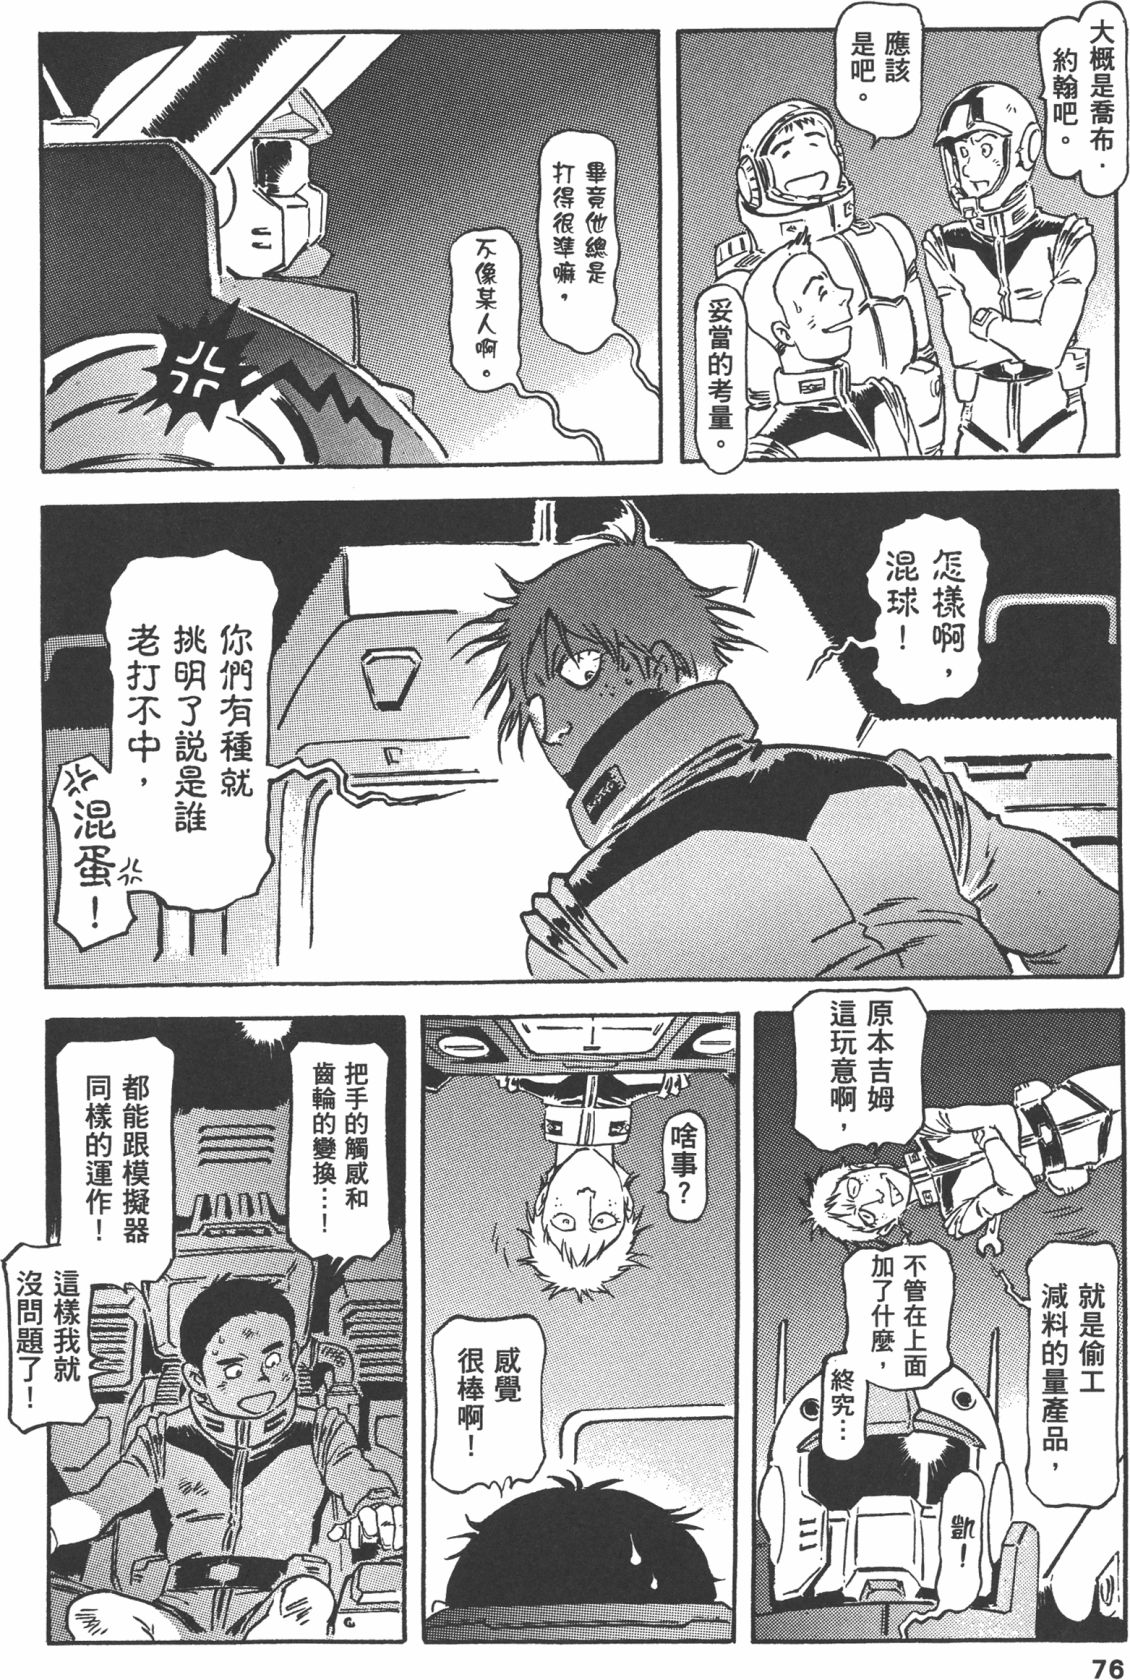 大概是喬布．
約翰吧。
應該
是吧。
妥當的考量。
畢竟他總是
打得很準嘛，
不像某人啊。
怎樣啊，
混球！
你們有種就
挑明了說是誰
老打不中，
混蛋！
原本吉姆
這玩意啊，
就是偷工
減料的量產品，
不管在上面
加了什麼，
終究…
凱！
啥事？
感覺
很棒啊！
把手的觸感和
齒輪的變換…！
都能跟模擬器
同樣的運作！
這樣我就
沒問題了！
76